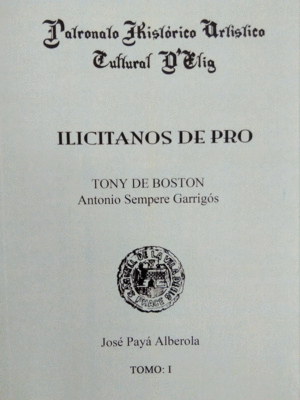 Patronato Histórico Artístico
Cultural D'Elig
ILICITANOS DE PRO
TONY DE BOSTON
Antonio Sempere Garrigós
José Payá Alberola
TOMO: I